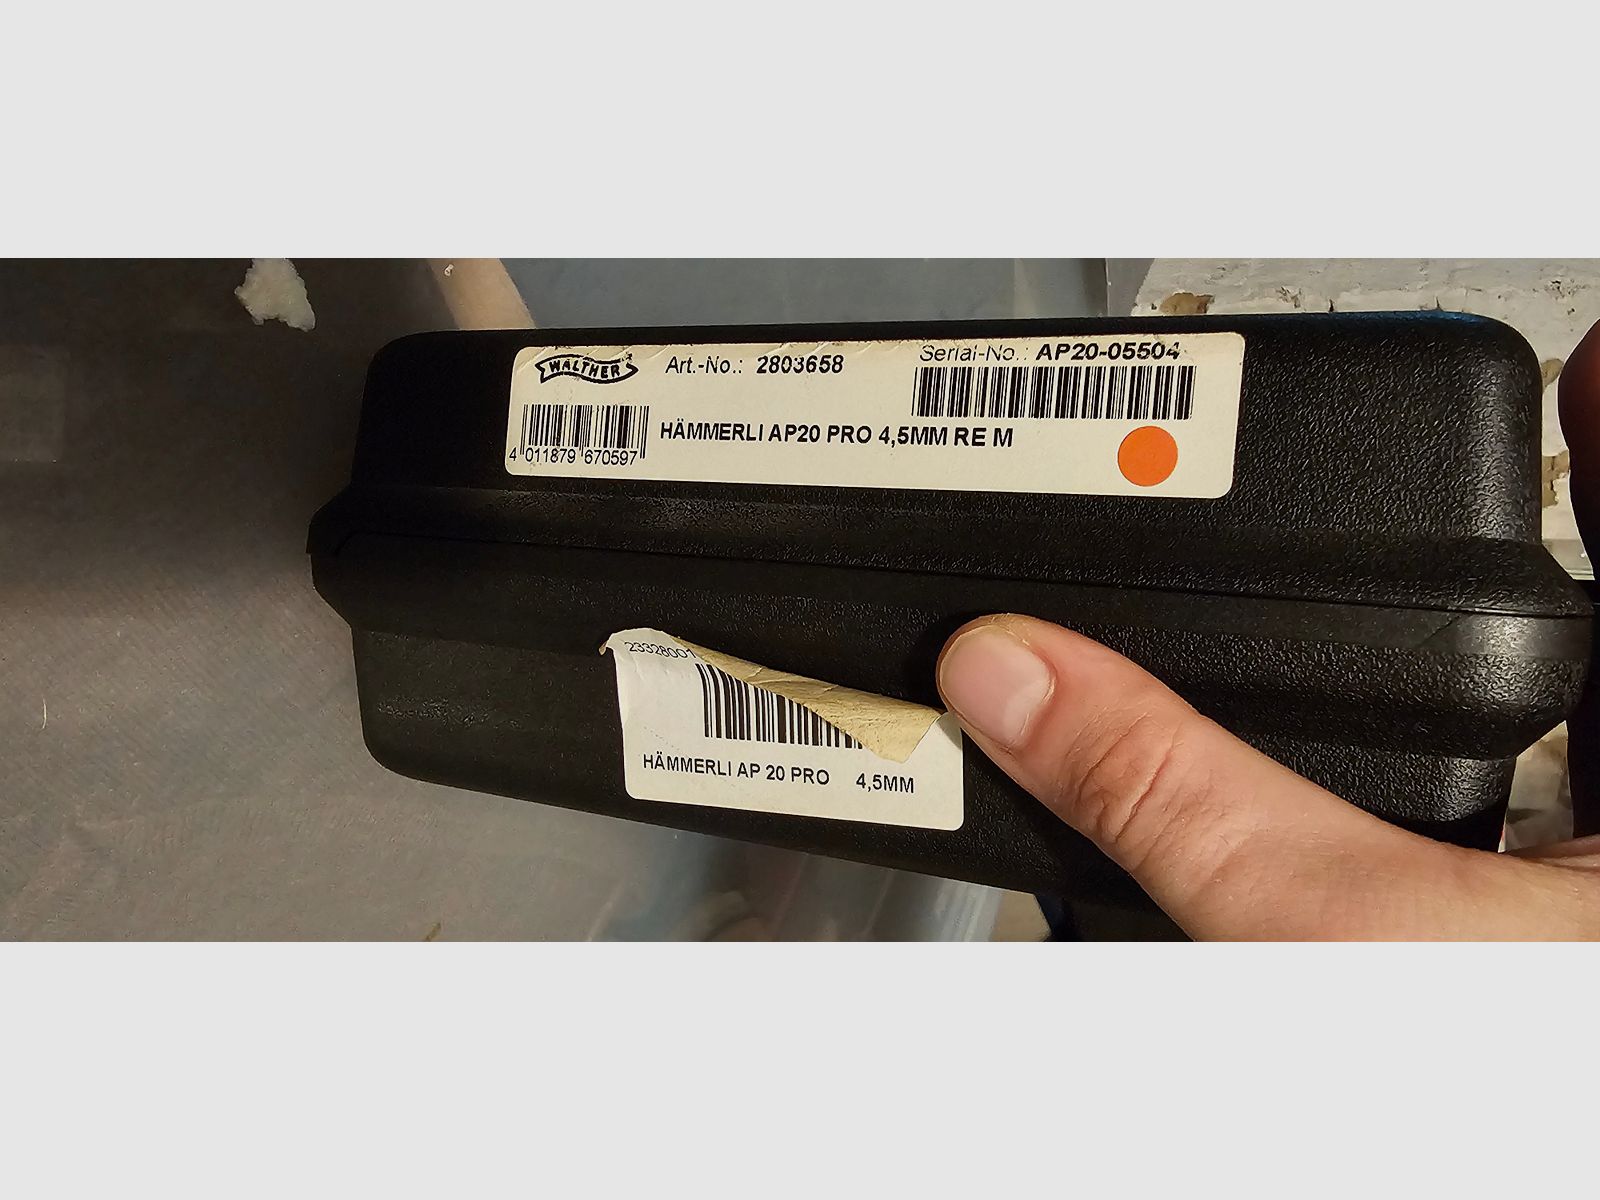 WALTHER
Art.-No.: 2803658
Serial-No.: AP20-05504
4 011879 670597
HÄMMERLI AP20 PRO 4,5MM RE M
23328001
HÄMMERLI AP 20 PRO 4,5MM